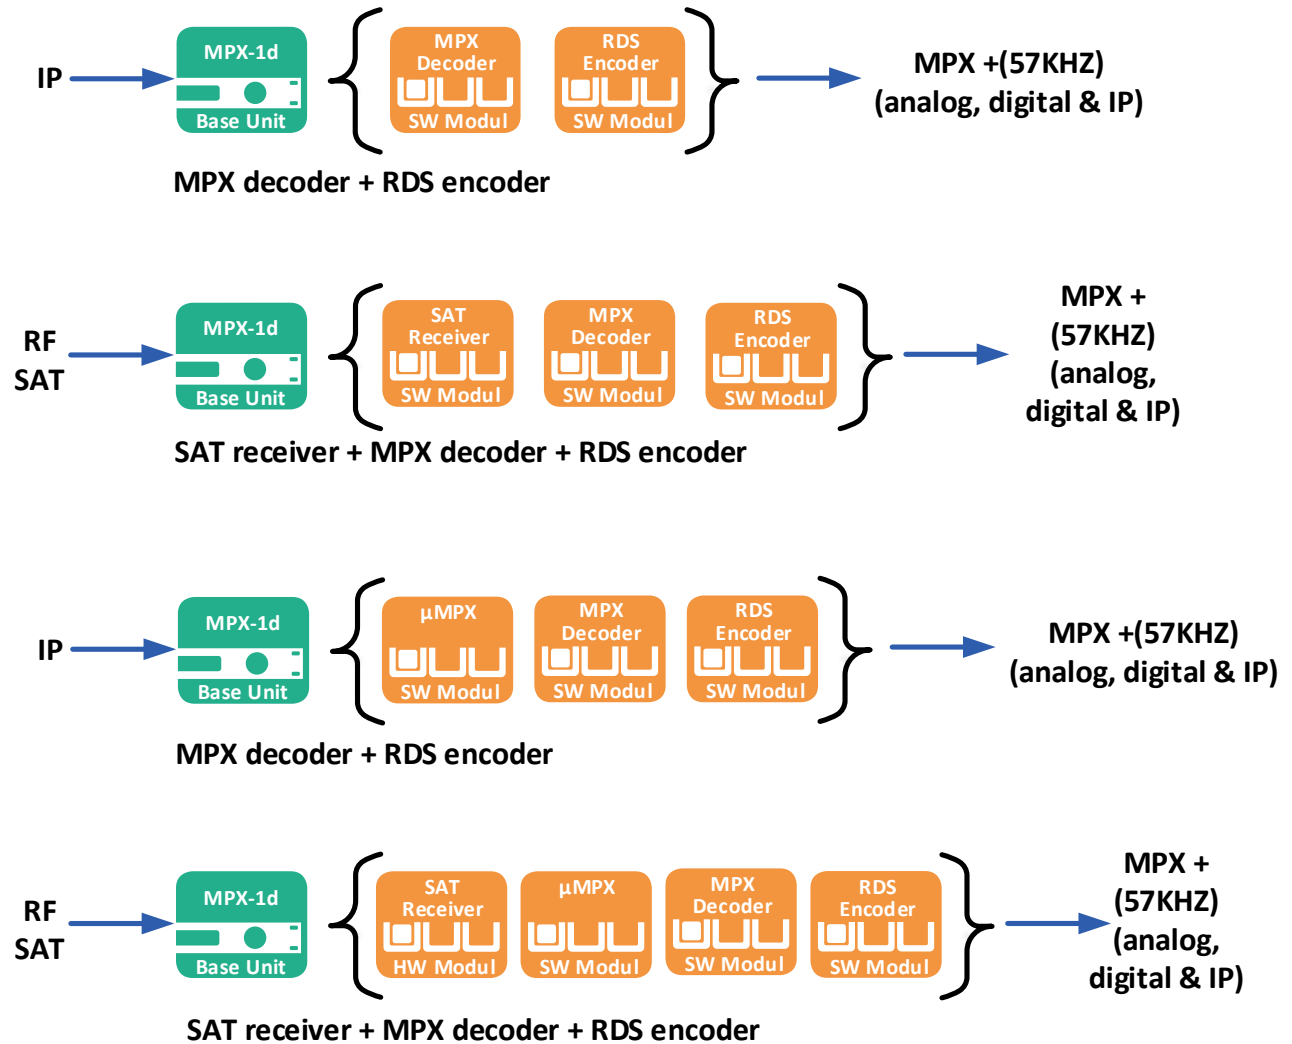 IP
MPX-1d
Base Unit
MPX
Decoder
SW Modul
RDS
Encoder
SW Modul
MPX +(57KHZ)
(analog, digital & IP)
MPX decoder + RDS encoder
RF
SAT
MPX-1d
Base Unit
SAT
Receiver
SW Modul
MPX
Decoder
SW Modul
RDS
Encoder
SW Modul
MPX +
(57KHZ)
(analog,
digital & IP)
SAT receiver + MPX decoder + RDS encoder
IP
MPX-1d
Base Unit
µMPX
SW Modul
MPX
Decoder
SW Modul
RDS
Encoder
SW Modul
MPX +(57KHZ)
(analog, digital & IP)
MPX decoder + RDS encoder
RF
SAT
MPX-1d
Base Unit
SAT
Receiver
HW Modul
µMPX
SW Modul
MPX
Decoder
SW Modul
RDS
Encoder
SW Modul
MPX +
(57KHZ)
(analog,
digital & IP)
SAT receiver + MPX decoder + RDS encoder